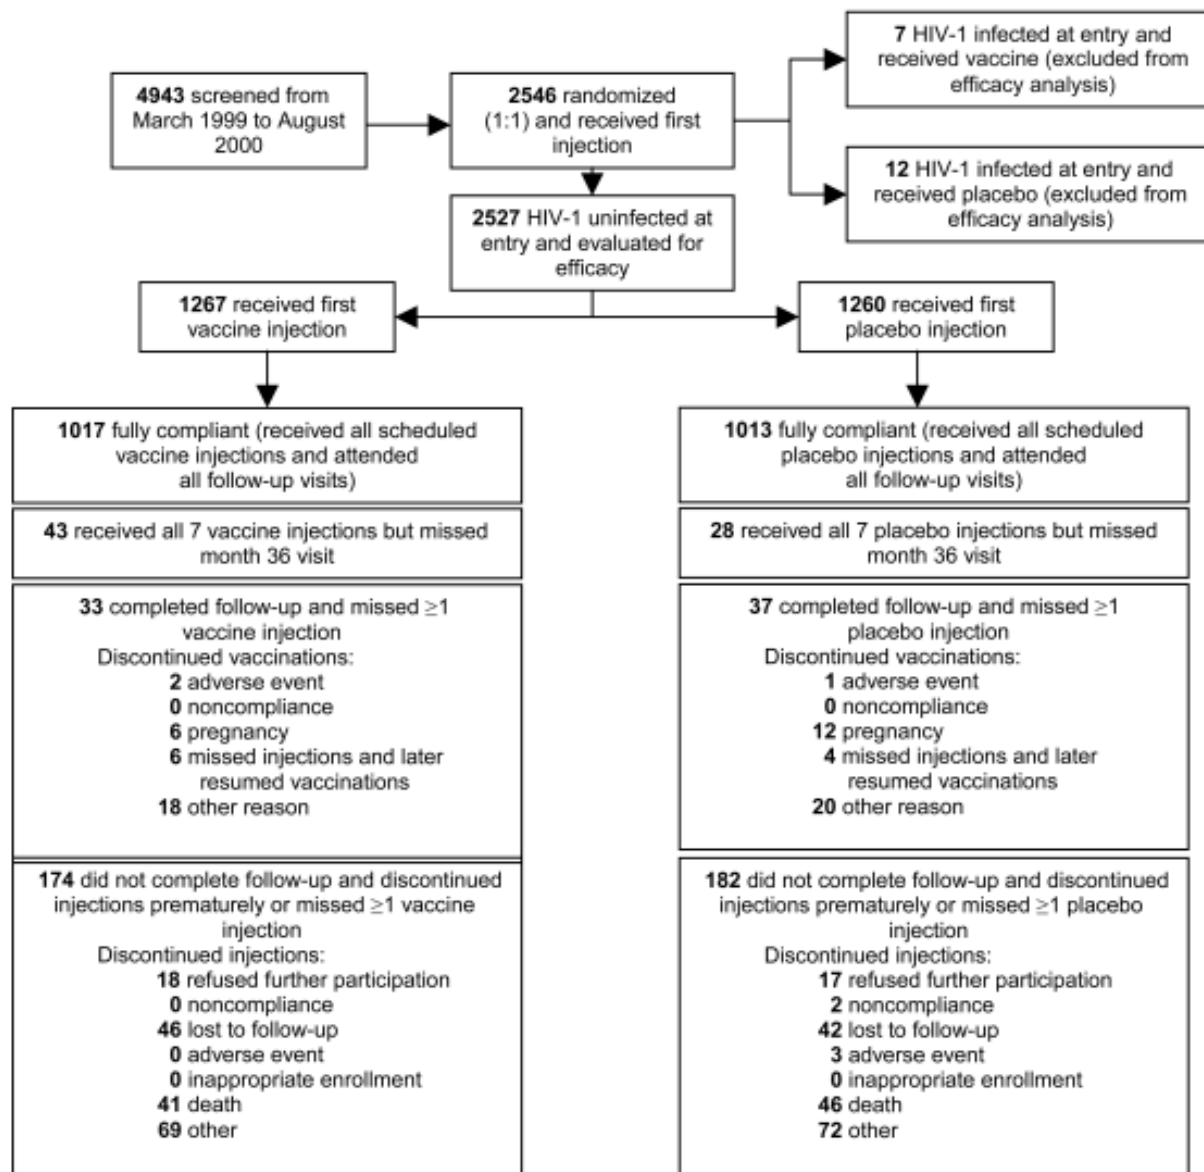 4943 screened from
March 1999 to August
2000
2546 randomized
(1:1) and received first
injection
7 HIV-1 infected at entry and
received vaccine (excluded from
efficacy analysis)
12 HIV-1 infected at entry and
received placebo (excluded from
efficacy analysis)
2527 HIV-1 uninfected at
entry and evaluated for
efficacy
1267 received first
vaccine injection
1260 received first
placebo injection
1017 fully compliant (received all scheduled
vaccine injections and attended
all follow-up visits)
43 received all 7 vaccine injections but missed
month 36 visit
33 completed follow-up and missed ≥1
vaccine injection
Discontinued vaccinations:
2 adverse event
0 noncompliance
6 pregnancy
6 missed injections and later
resumed vaccinations
18 other reason
174 did not complete follow-up and discontinued
injections prematurely or missed ≥1 vaccine
injection
Discontinued injections:
18 refused further participation
0 noncompliance
46 lost to follow-up
0 adverse event
0 inappropriate enrollment
41 death
69 other
1013 fully compliant (received all scheduled
placebo injections and attended
all follow-up visits)
28 received all 7 placebo injections but missed
month 36 visit
37 completed follow-up and missed ≥1
placebo injection
Discontinued vaccinations:
1 adverse event
0 noncompliance
12 pregnancy
4 missed injections and later
resumed vaccinations
20 other reason
182 did not complete follow-up and discontinued
injections prematurely or missed ≥1 placebo
injection
Discontinued injections:
17 refused further participation
2 noncompliance
42 lost to follow-up
3 adverse event
0 inappropriate enrollment
46 death
72 other